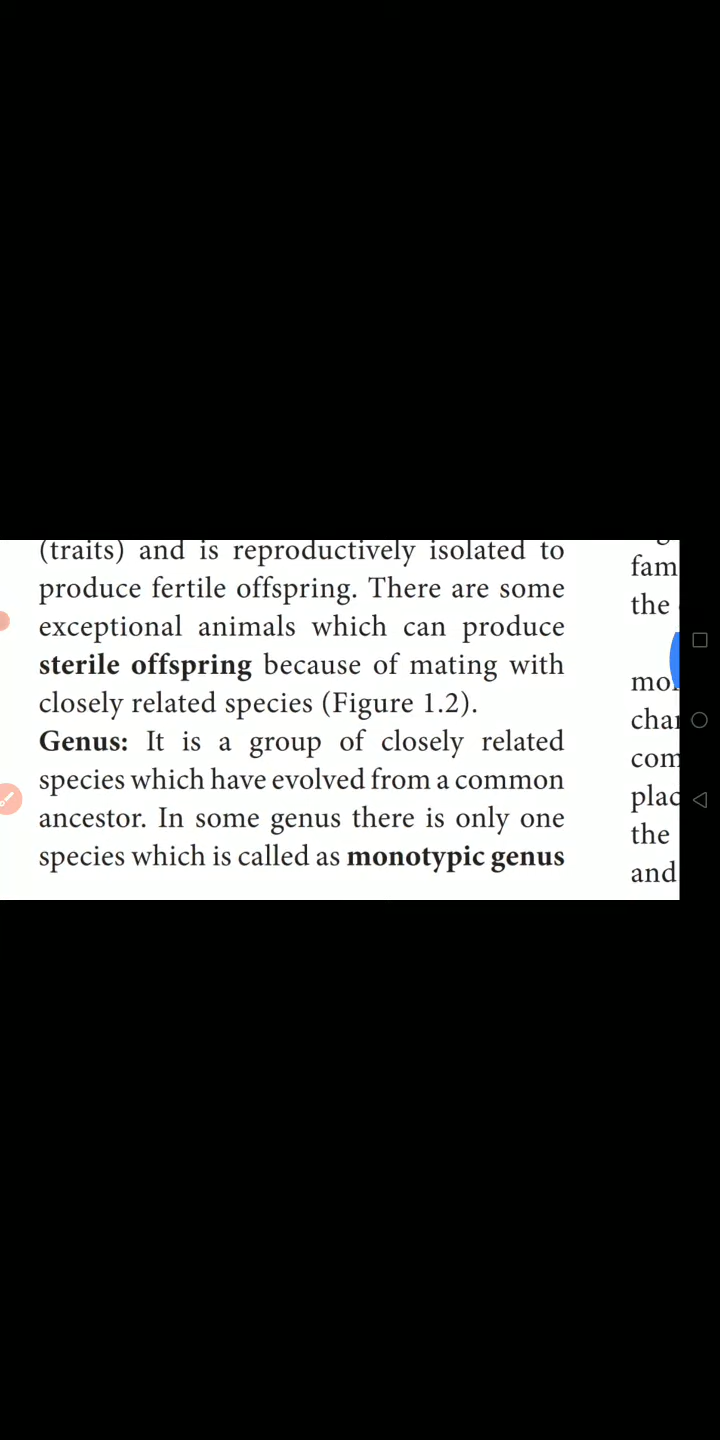 (traits) and is reproductively isolated to
produce fertile offspring. There are some
exceptional animals which can produce
sterile offspring because of mating with
closely related species (Figure 1.2).
Genus: It is a group of closely related
species which have evolved from a common
ancestor. In some genus there is only one
species which is called as monotypic genus
fam
the
com
plac
the
and